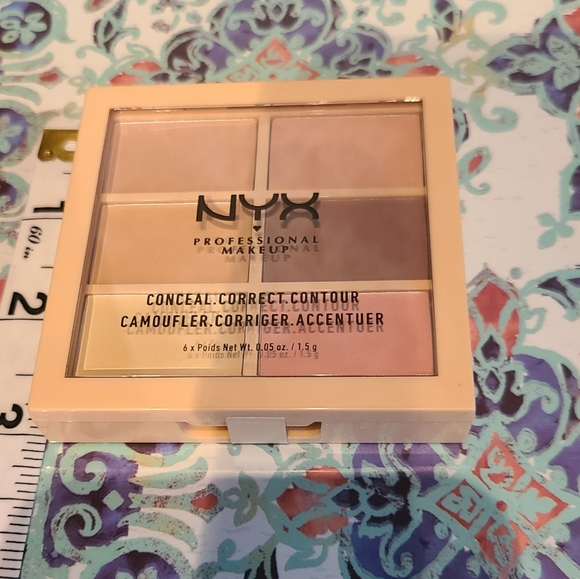 NYX
PROFESSIONAL
MAKEUP
CONCEAL.CORRECT.CONTOUR
CAMOUFLER.CORRIGER.ACCENTUER
6 x Poids Net Wt. 0.05 oz. / 1.5 g
1
60 in
2
3